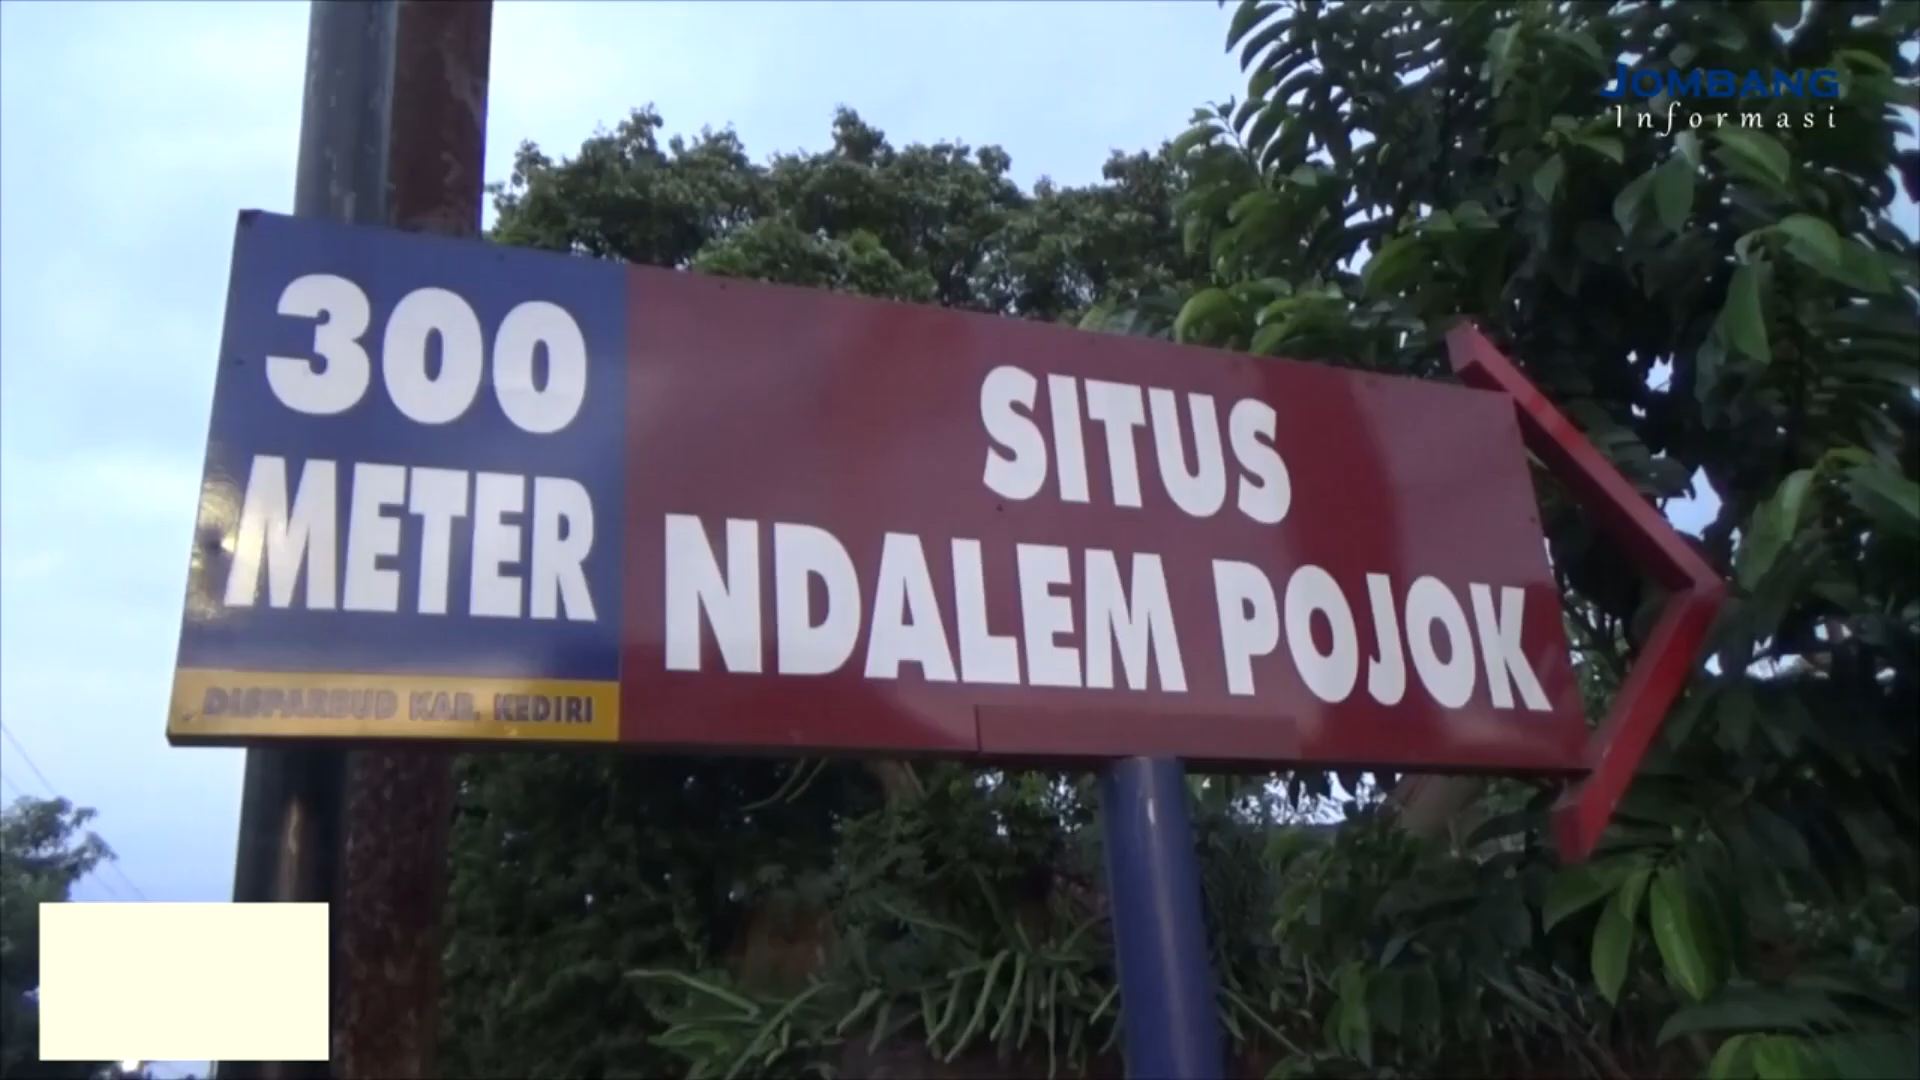 JOMBANG
Informasi
300
METER
DISPARBUD KAB. KEDIRI
SITUS
NDALEM POJOK